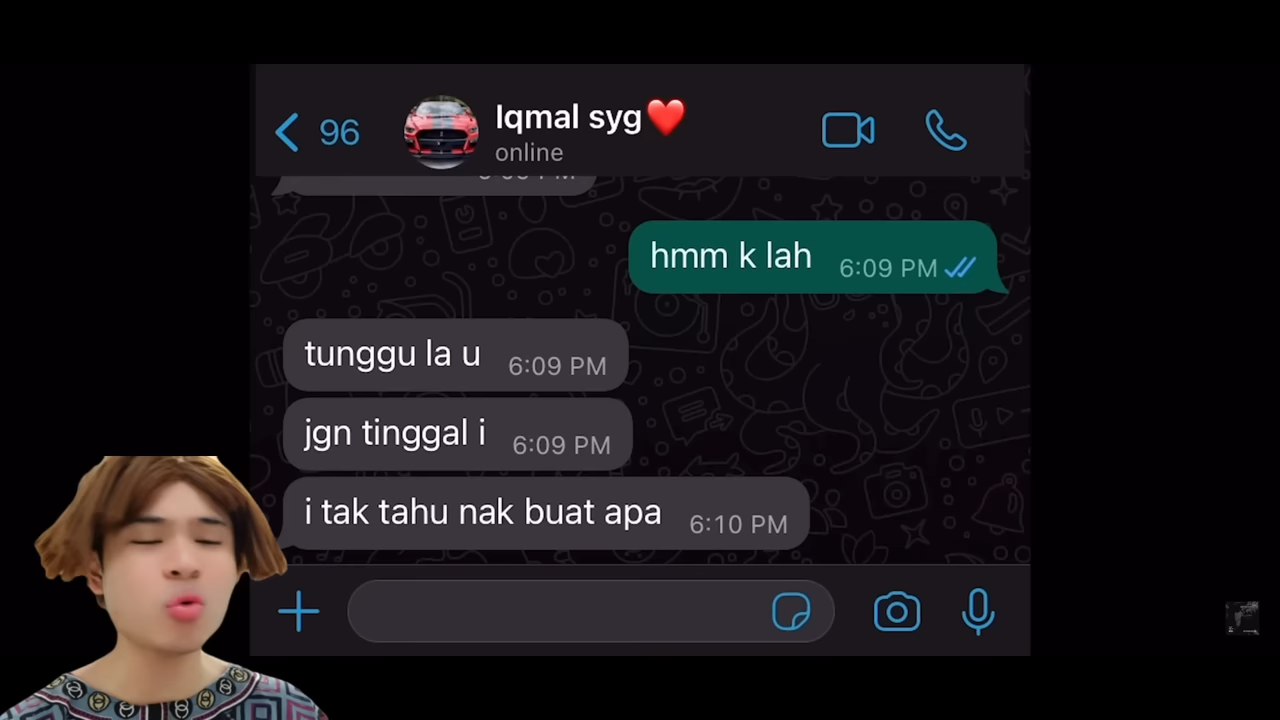 96
Iqmal syg❤️
online
hmm k lah 6:09 PM
tunggu la u 6:09 PM
jgn tinggal i 6:09 PM
i tak tahu nak buat apa 6:10 PM